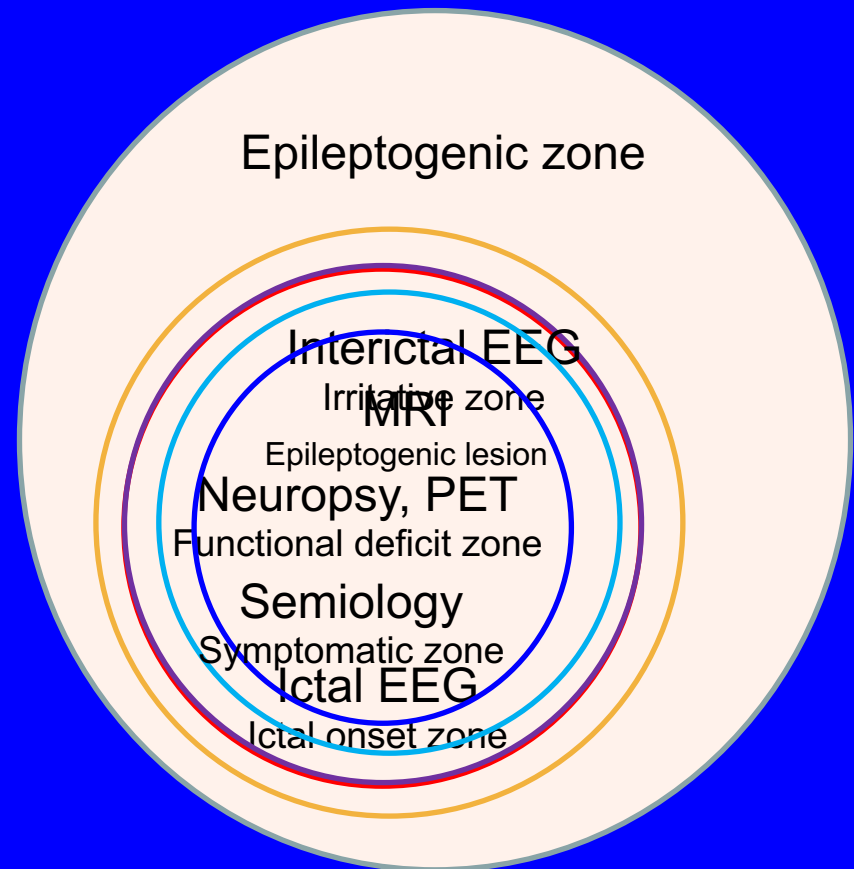 Epileptogenic zone
Interictal EEG
Irritative zone
MRI
Epileptogenic lesion
Neuropsy, PET
Functional deficit zone
Semiology
Symptomatic zone
Ictal EEG
Ictal onset zone